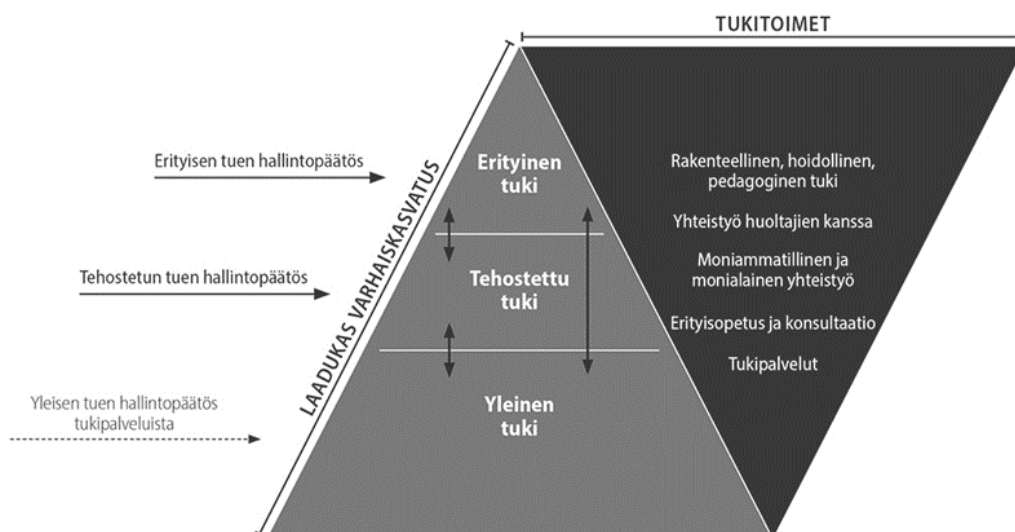 TUKITOIMET
LAADUKAS VARHAISKASVATUS
Erityisen tuen hallintopäätös
Tehostetun tuen hallintopäätös
Yleisen tuen hallintopäätös
tukipalveluista
Erityinen
tuki
Tehostettu
tuki
Yleinen
tuki
Rakenteellinen, hoidollinen,
pedagoginen tuki
Yhteistyö huoltajien kanssa
Moniammatillinen ja
monialainen yhteistyö
Erityisopetus ja konsultaatio
Tukipalvelut